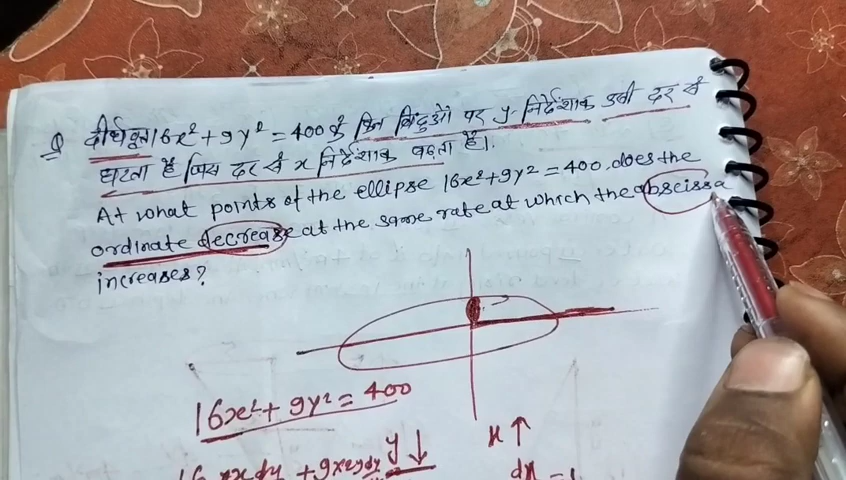 Q दीर्घवृत्त 16x² + 9y² = 400 के किन बिंदुओं पर y-निर्देशांक उसी दर से
घटता है जिस दर से x निर्देशांक बढ़ता है।
At what points of the ellipse 16x²+9y² = 400, does the
ordinate decrease at the same rate at which the abscissa
increases?
16x² + 9y² = 400
y ↓
x ↑